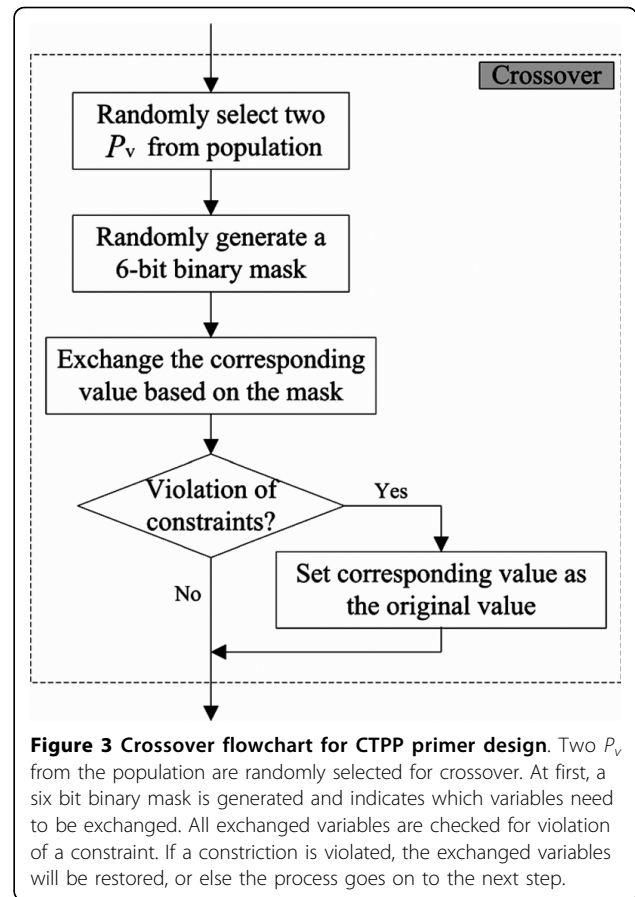 Crossover
Randomly select two
Pv from population
Randomly generate a
6-bit binary mask
Exchange the corresponding
value based on the mask
Violation of
constraints?
Yes
No
Set corresponding value as
the original value
Figure 3 Crossover flowchart for CTPP primer design. Two Pv
from the population are randomly selected for crossover. At first, a
six bit binary mask is generated and indicates which variables need
to be exchanged. All exchanged variables are checked for violation
of a constraint. If a constriction is violated, the exchanged variables
will be restored, or else the process goes on to the next step.